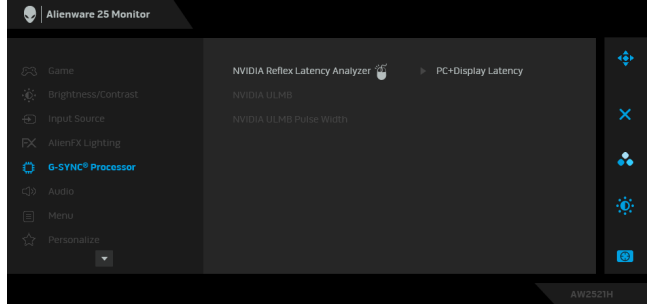 Alienware 25 Monitor
Game
Brightness/Contrast
Input Source
AlienFX Lighting
G-SYNC® Processor
Audio
Menu
Personalize
NVIDIA Reflex Latency Analyzer PC+Display Latency
NVIDIA ULMB
NVIDIA ULMB Pulse Width
AW2521H